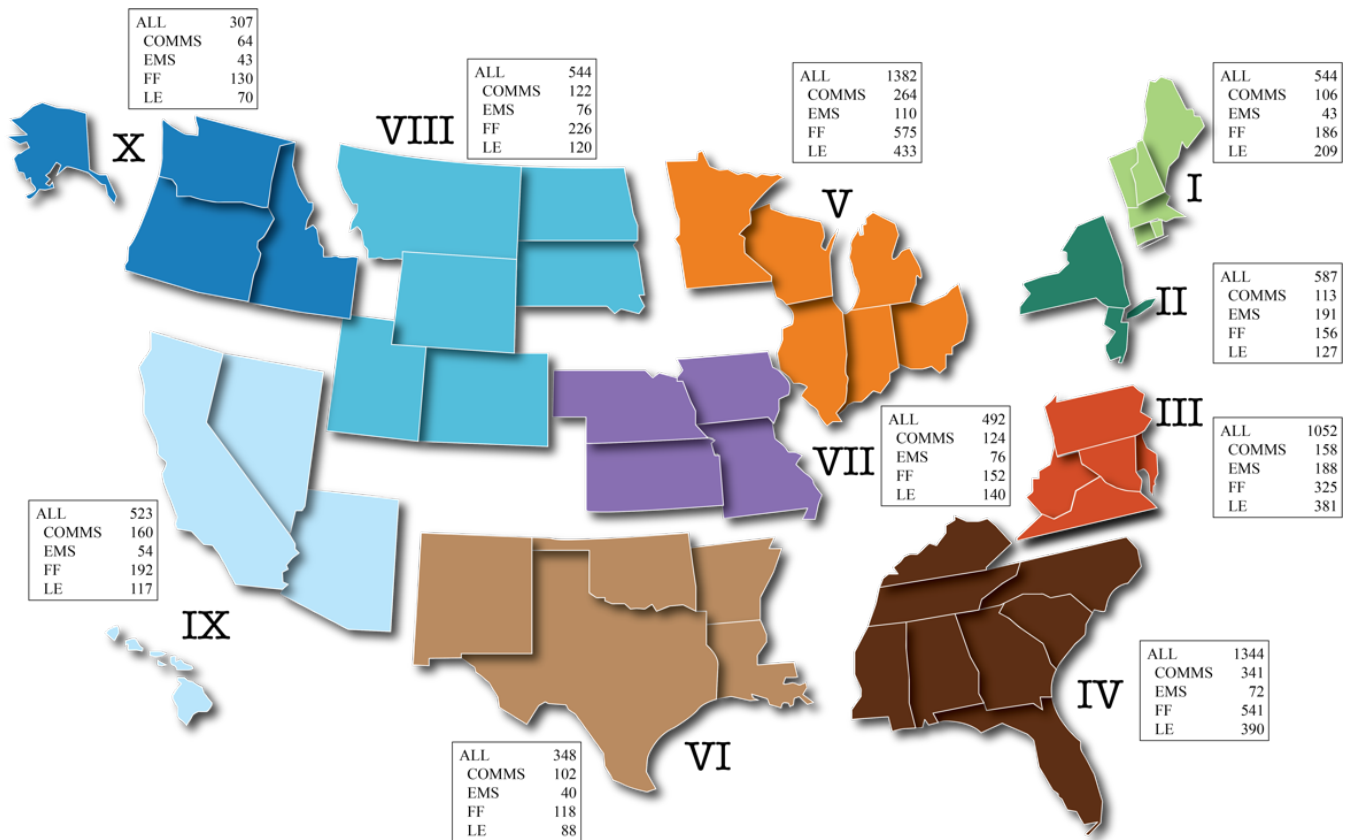 ALL 307
COMMS 64
EMS 43
FF 130
LE 70
X
ALL 544
COMMS 122
EMS 76
FF 226
LE 120
VIII
ALL 1382
COMMS 264
EMS 110
FF 575
LE 433
V
ALL 544
COMMS 106
EMS 43
FF 186
LE 209
I
ALL 587
COMMS 113
EMS 191
FF 156
LE 127
II
ALL 1052
COMMS 158
EMS 188
FF 325
LE 381
III
ALL 492
COMMS 124
EMS 76
FF 152
LE 140
VII
ALL 523
COMMS 160
EMS 54
FF 192
LE 117
IX
ALL 348
COMMS 102
EMS 40
FF 118
LE 88
VI
ALL 1344
COMMS 341
EMS 72
FF 541
LE 390
IV